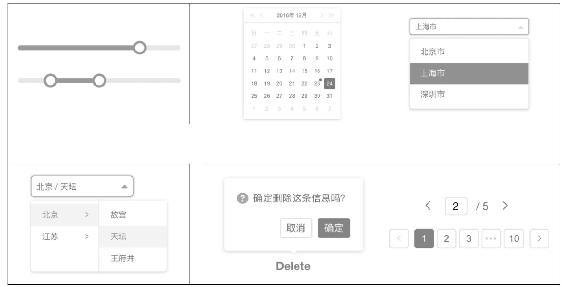 2016年 12月
日 一 二 三 四 五 六
27 28 29 30 1 2 3
4 5 6 7 8 9 10
11 12 13 14 15 16 17
18 19 20 21 22 23 24
25 26 27 28 29 30 31
1 2 3 4 5 6 7
上海市
北京市
上海市
深圳市
北京 / 天坛
北京 > 故宫
江苏 > 天坛
王府井
? 确定删除这条信息吗?
取消 确定
Delete
< 2 / 5 >
< 1 2 3 ••• 10 >